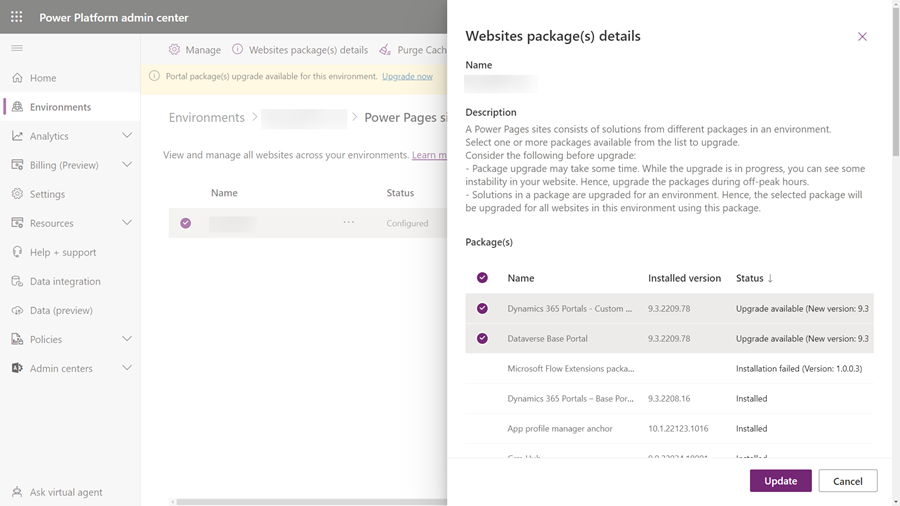 Power Platform admin center
Home
Environments
Analytics
Billing (Preview)
Settings
Resources
Help + support
Data integration
Data (preview)
Policies
Admin centers
Ask virtual agent
Manage
Websites package(s) details
Purge Cach
Portal package(s) upgrade available for this environment. Upgrade now
Environments > > Power Pages si
View and manage all websites across your environments. Learn m
Name Status
··· Configured
Websites package(s) details
Name
Description
A Power Pages sites consists of solutions from different packages in an environment.
Select one or more packages available from the list to upgrade.
Consider the following before upgrade:
- Package upgrade may take some time. While the upgrade is in progress, you can see some
instability in your website. Hence, upgrade the packages during off-peak hours.
- Solutions in a package are upgraded for an environment. Hence, the selected package will
be upgraded for all websites in this environment using this package.
Package(s)
Name Installed version Status ↓
Dynamics 365 Portals - Custom ... 9.3.2209.78 Upgrade available (New version: 9.3
Dataverse Base Portal 9.3.2209.78 Upgrade available (New version: 9.3
Microsoft Flow Extensions packa... Installation failed (Version: 1.0.0.3)
Dynamics 365 Portals – Base Por... 9.3.2208.16 Installed
App profile manager anchor 10.1.22123.1016 Installed
Update
Cancel